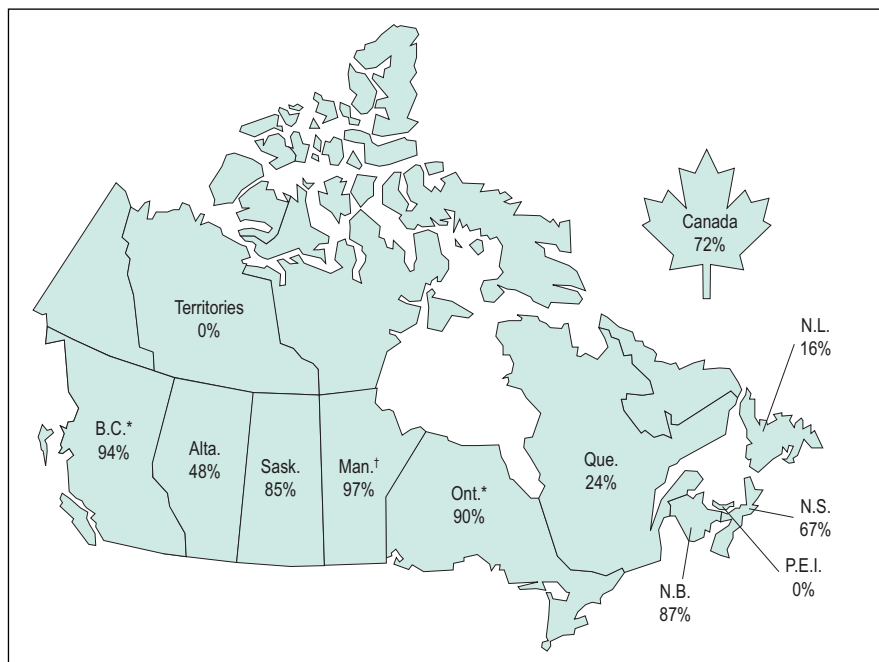 Canada
72%
Territories
0%
N.L.
16%
B.C.*
94%
Alta.
48%
Sask.
85%
Man.†
97%
Ont.*
90%
Que.
24%
N.S.
67%
P.E.I.
0%
N.B.
87%